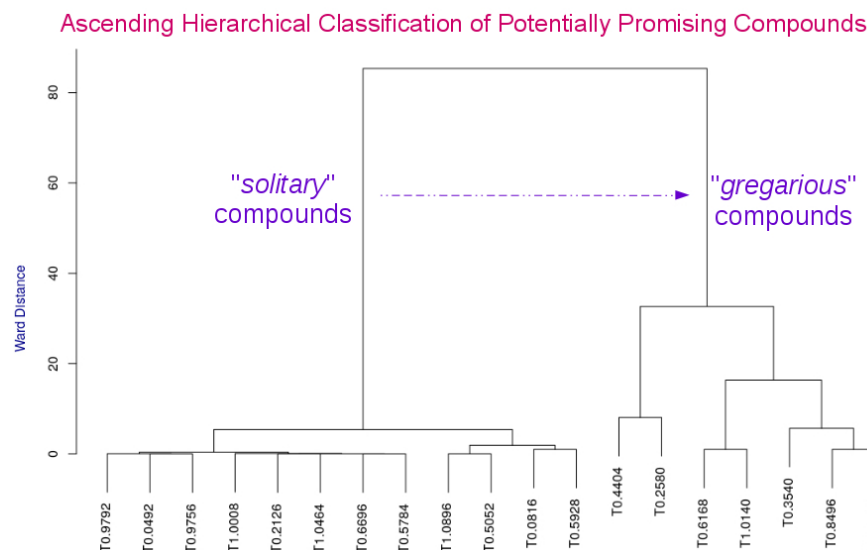 Ascending Hierarchical Classification of Potentially Promising Compounds
80
60
40
20
0
Ward Distance
"solitary"
compounds
"gregarious"
compounds
T0.9792
T0.0492
T0.9756
T1.0008
T0.2126
T1.0464
T0.6696
T0.5784
T1.0896
T0.5052
T0.0816
T0.5928
T0.4404
T0.2580
T0.6168
T1.0140
T0.3540
T0.8496